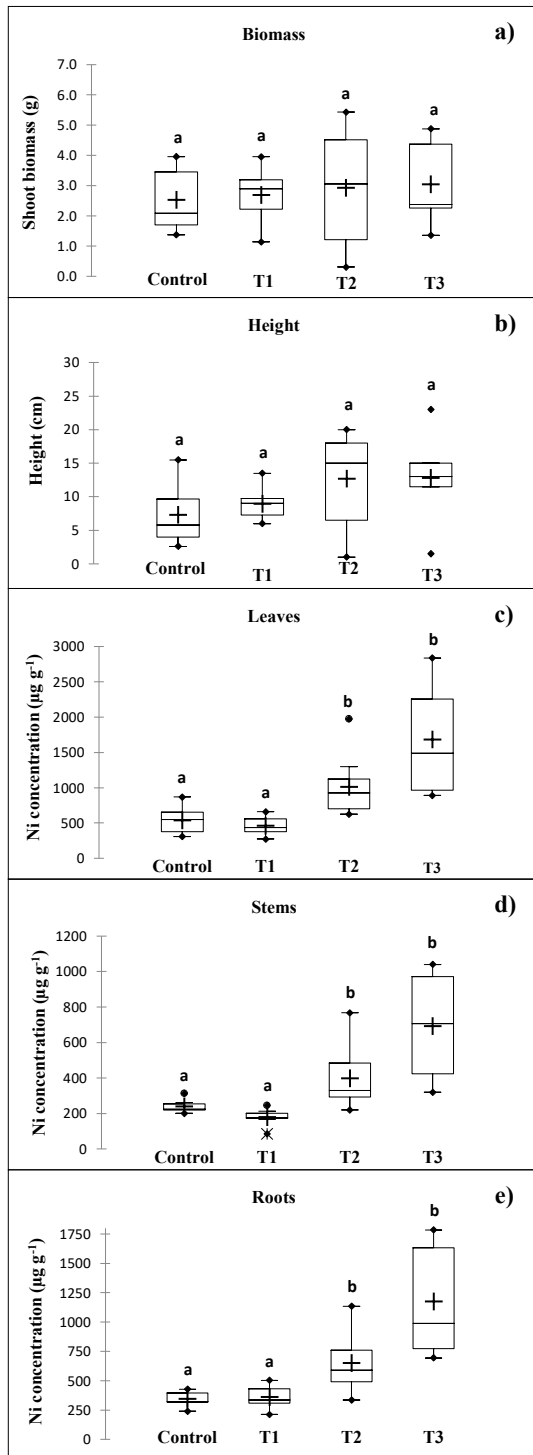 Biomass
a)
Shoot biomass (g)
7.0
6.0
5.0
4.0
3.0
2.0
1.0
0.0
a
a
a
a
Control
T1
T2
T3
Height
b)
Height (cm)
30
25
20
15
10
5
0
a
a
a
a
Control
T1
T2
T3
Leaves
c)
Ni concentration (µg g⁻¹)
3000
2500
2000
1500
1000
500
0
a
a
b
b
Control
T1
T2
T3
Stems
d)
Ni concentration (µg g⁻¹)
1200
1000
800
600
400
200
0
a
a
b
b
Control
T1
T2
T3
Roots
e)
Ni concentration (µg g⁻¹)
1750
1500
1250
1000
750
500
250
0
a
a
b
b
Control
T1
T2
T3